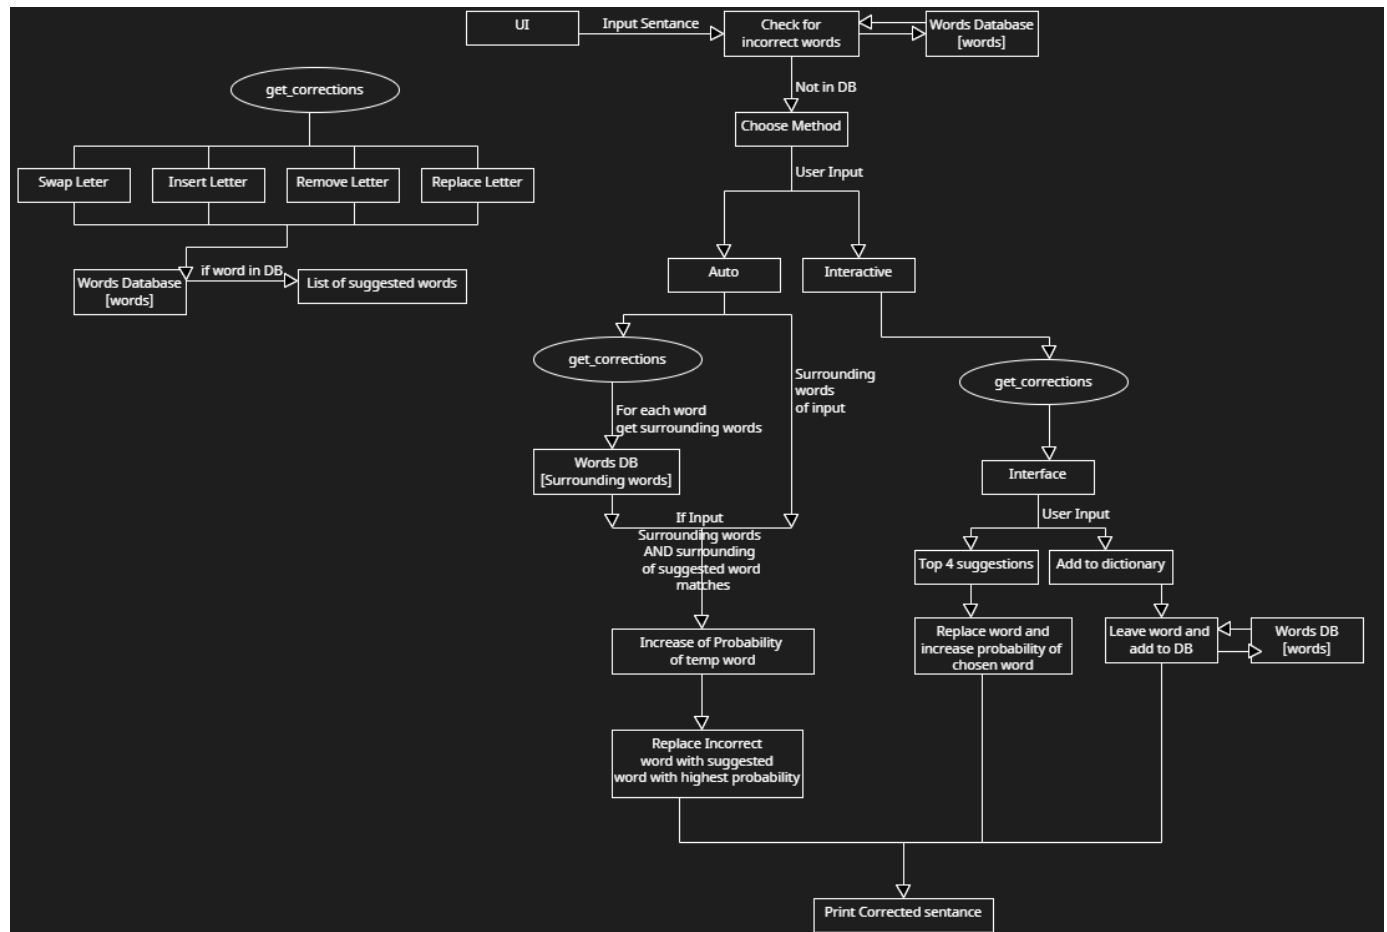 UI
Input Sentance
Check for
incorrect words
Words Database
[words]
Not in DB
Choose Method
User Input
get_corrections
Swap Leter
Insert Letter
Remove Letter
Replace Letter
Words Database
[words]
if word in DB
List of suggested words
Auto
Interactive
get_corrections
Surrounding
words
of input
For each word
get surrounding words
Words DB
[Surrounding words]
If Input
Surrounding words
AND surrounding
of suggested word
matches
Increase of Probability
of temp word
Replace Incorrect
word with suggested
word with highest probability
get_corrections
Interface
User Input
Top 4 suggestions
Add to dictionary
Replace word and
increase probability of
chosen word
Leave word and
add to DB
Words DB
[words]
Print Corrected sentance